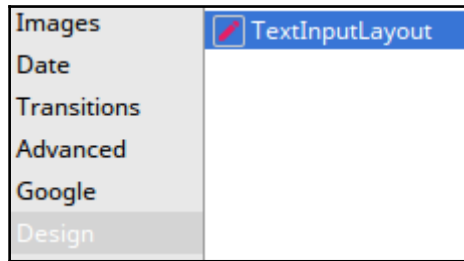 Images
TextInputLayout
Date
Transitions
Advanced
Google
Design